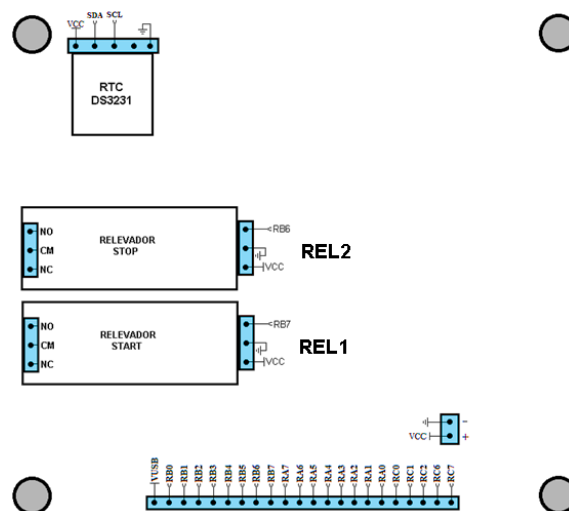 VCC SDA SCL
RTC
DS3231
NO
CM
NC
RELEVADOR
STOP
RB6
VCC
REL2
NO
CM
NC
RELEVADOR
START
RB7
VCC
REL1
-
VCC +
VUSB RB0 RB1 RB2 RB3 RB4 RB5 RB6 RB7 RA7 RA6 RA5 RA4 RA3 RA2 RA1 RA0 RC0 RC1 RC2 RC6 RC7